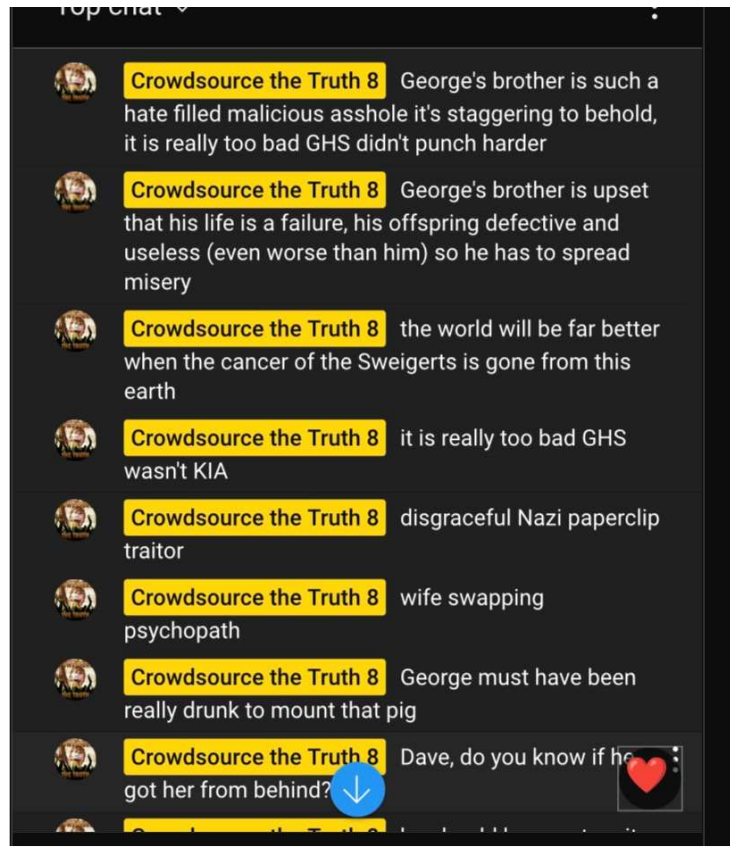 Top chat
Crowdsource the Truth 8 George's brother is such a
hate filled malicious asshole it's staggering to behold,
it is really too bad GHS didn't punch harder
Crowdsource the Truth 8 George's brother is upset
that his life is a failure, his offspring defective and
useless (even worse than him) so he has to spread
misery
Crowdsource the Truth 8 the world will be far better
when the cancer of the Sweigerts is gone from this
earth
Crowdsource the Truth 8 it is really too bad GHS
wasn't KIA
Crowdsource the Truth 8 disgraceful Nazi paperclip
traitor
Crowdsource the Truth 8 wife swapping
psychopath
Crowdsource the Truth 8 George must have been
really drunk to mount that pig
Crowdsource the Truth 8 Dave, do you know if he
got her from behind?